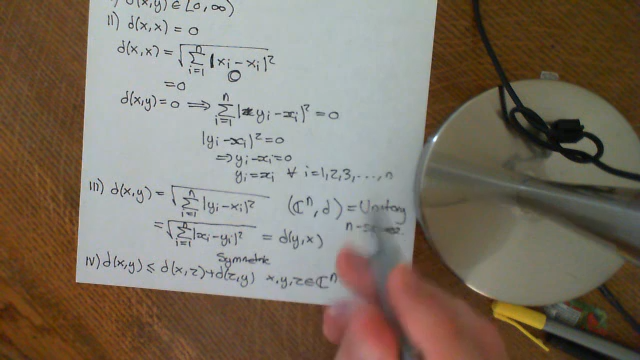 d(x,y) ∈ [0,∞)
II) d(x,x) = 0
d(x,x) = √(∑_{i=1}^{n} |x_i - x_i|²)
0
= 0
d(x,y) = 0 ⟹ ∑_{i=1}^{n} |y_i - x_i|² = 0
|y_i - x_i|² = 0
⟹ y_i - x_i = 0
y_i = x_i ∀ i=1,2,3,...,n
III) d(x,y) = √(∑_{i=1}^{n} |y_i - x_i|²) (ℂⁿ, d) = Unitary
= √(∑_{i=1}^{n} |x_i - y_i|²) = d(y,x) n-
Symmetric
IV) d(x,y) ≤ d(x,z) + d(z,y) x,y,z ∈ ℂⁿ